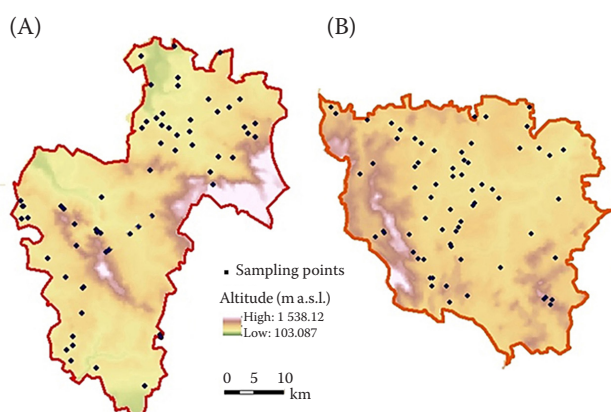 (A)
(B)
Sampling points
Altitude (m a.s.l.)
High: 1 538.12
Low: 103.087
0 5 10
km